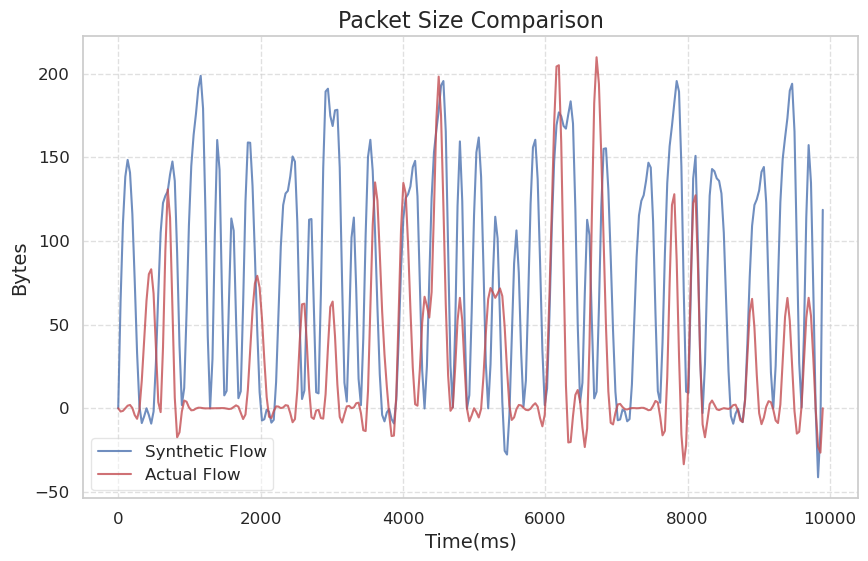 Packet Size Comparison
Bytes
200
150
100
50
0
−50
Synthetic Flow
Actual Flow
0 2000 4000 6000 8000 10000
Time(ms)